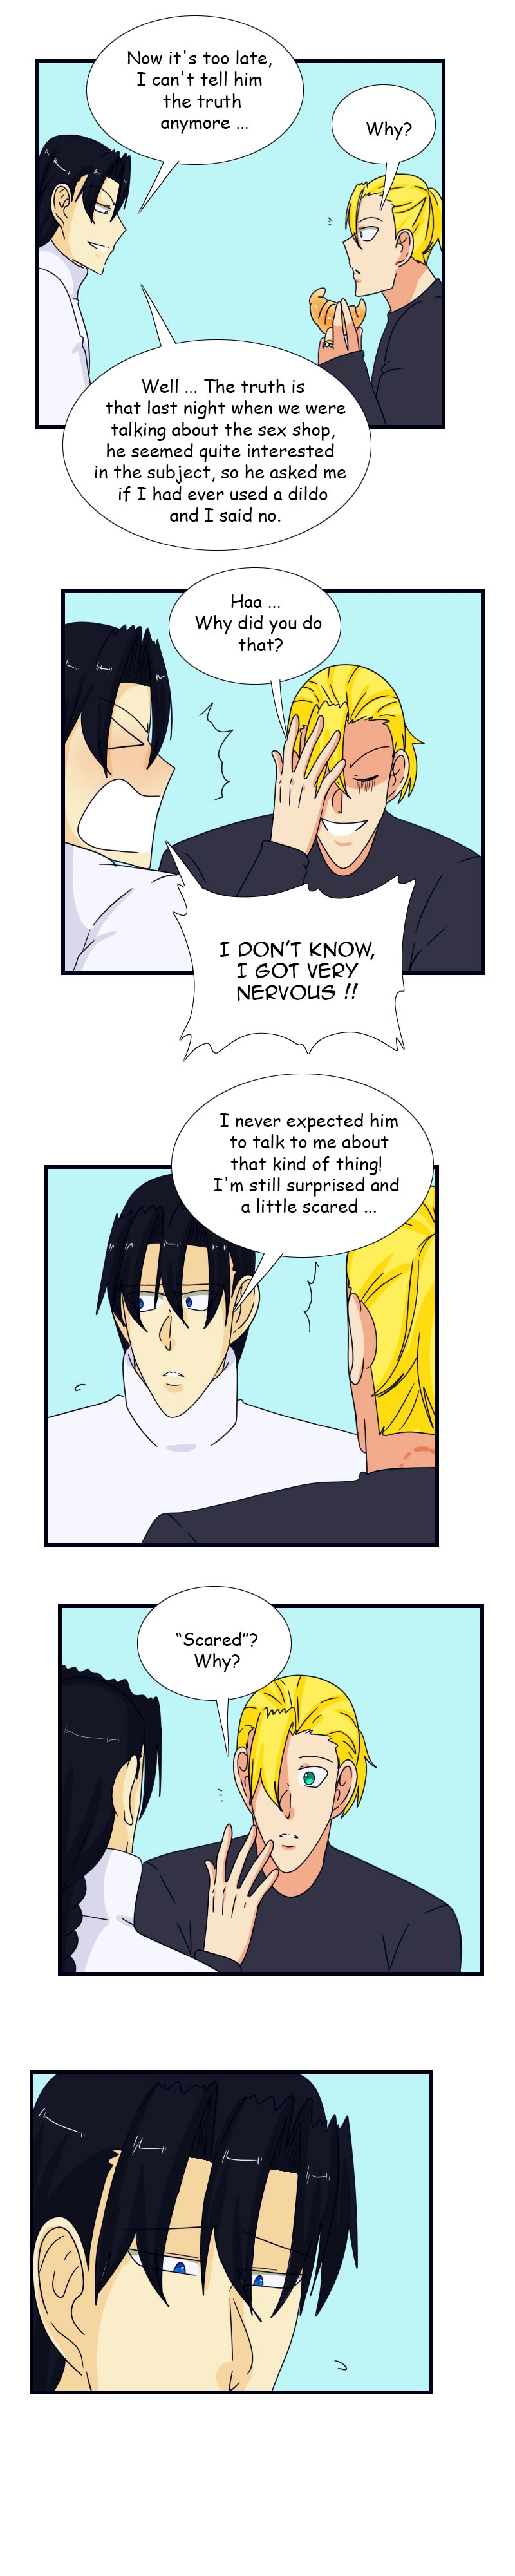 Now it's too late,
I can't tell him
the truth
anymore ...
Why?
Well ... The truth is
that last night when we were
talking about the sex shop,
he seemed quite interested
in the subject, so he asked me
if I had ever used a dildo
and I said no.
Haa ...
Why did you do
that?
I DON'T KNOW,
I GOT VERY
NERVOUS !!
I never expected him
to talk to me about
that kind of thing!
I'm still surprised and
a little scared ...
“Scared”?
Why?